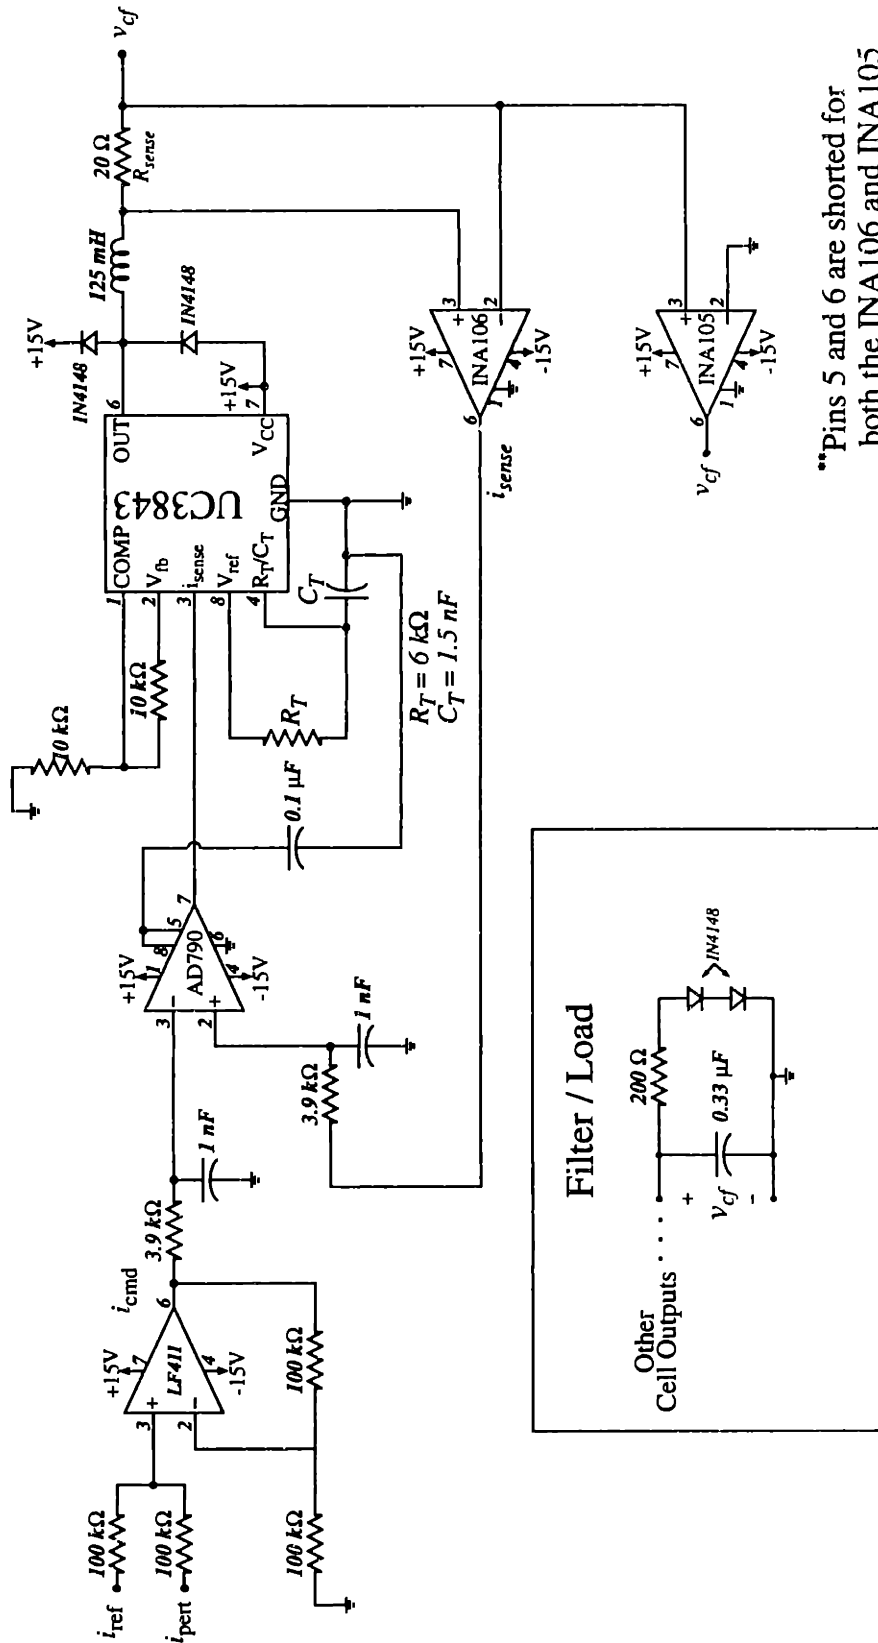 i_ref
100 kΩ
i_pert
100 kΩ
100 kΩ
100 kΩ
3
2
+
−
LF411
+15V
7
4
-15V
6
i_cmd
3.9 kΩ
1 nF
3.9 kΩ
1 nF
3
2
−
+
AD790
+15V
1
8
5
7
6
4
-15V
0.1 µF
10 kΩ
10 kΩ
1
2
3
8
4
COMP
V_fb
i_sense
V_ref
R_T/C_T
UC3843
GND
OUT
V_CC
6
7
+15V
R_T
C_T
R_T = 6 kΩ
C_T = 1.5 nF
IN4148
+15V
IN4148
125 mH
20 Ω
R_sense
v_cf
i_sense
6
INA106
+15V
7
1
4
-15V
3
2
+
−
v_cf
6
INA105
+15V
7
1
4
-15V
3
2
+
−
**Pins 5 and 6 are shorted for
both the INA106 and INA105
Filter / Load
Other
Cell Outputs
. . . .
+
v_cf
−
200 Ω
0.33 µF
IN4148